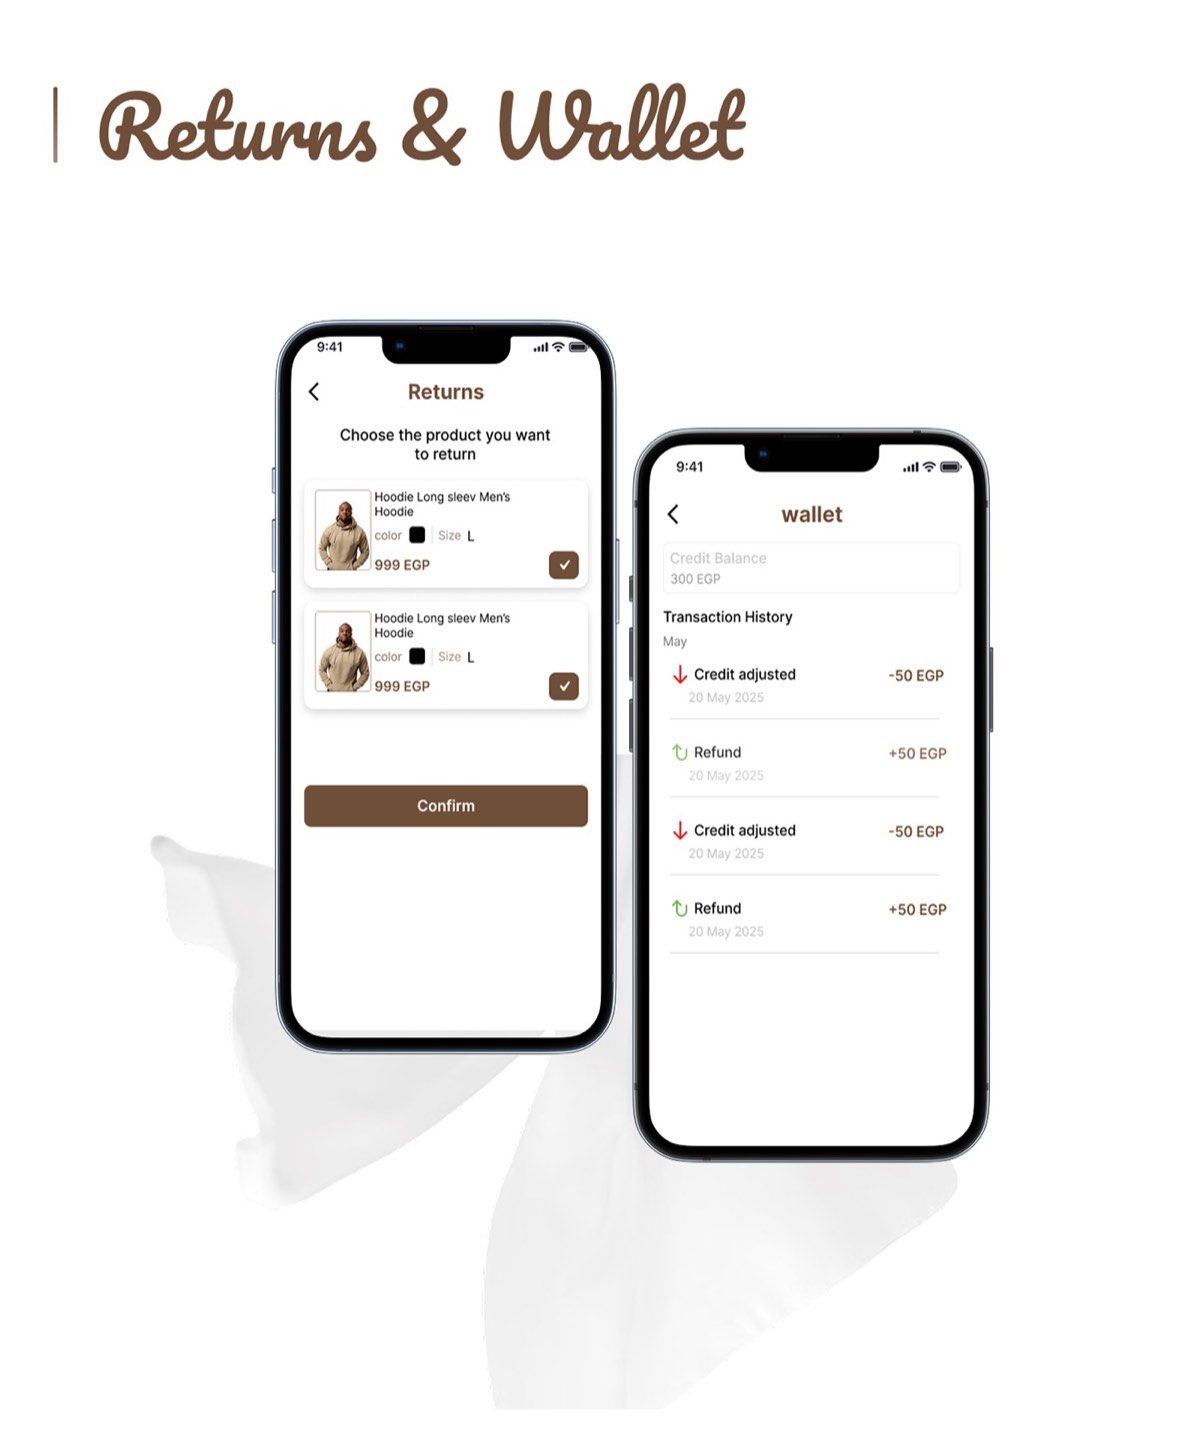 Returns & Wallet
9:41
Returns
Choose the product you want
to return
Hoodie Long sleev Men's
Hoodie
color Size L
999 EGP
Hoodie Long sleev Men's
Hoodie
color Size L
999 EGP
Confirm
9:41
wallet
Credit Balance
300 EGP
Transaction History
May
Credit adjusted -50 EGP
20 May 2025
Refund +50 EGP
20 May 2025
Credit adjusted -50 EGP
20 May 2025
Refund +50 EGP
20 May 2025